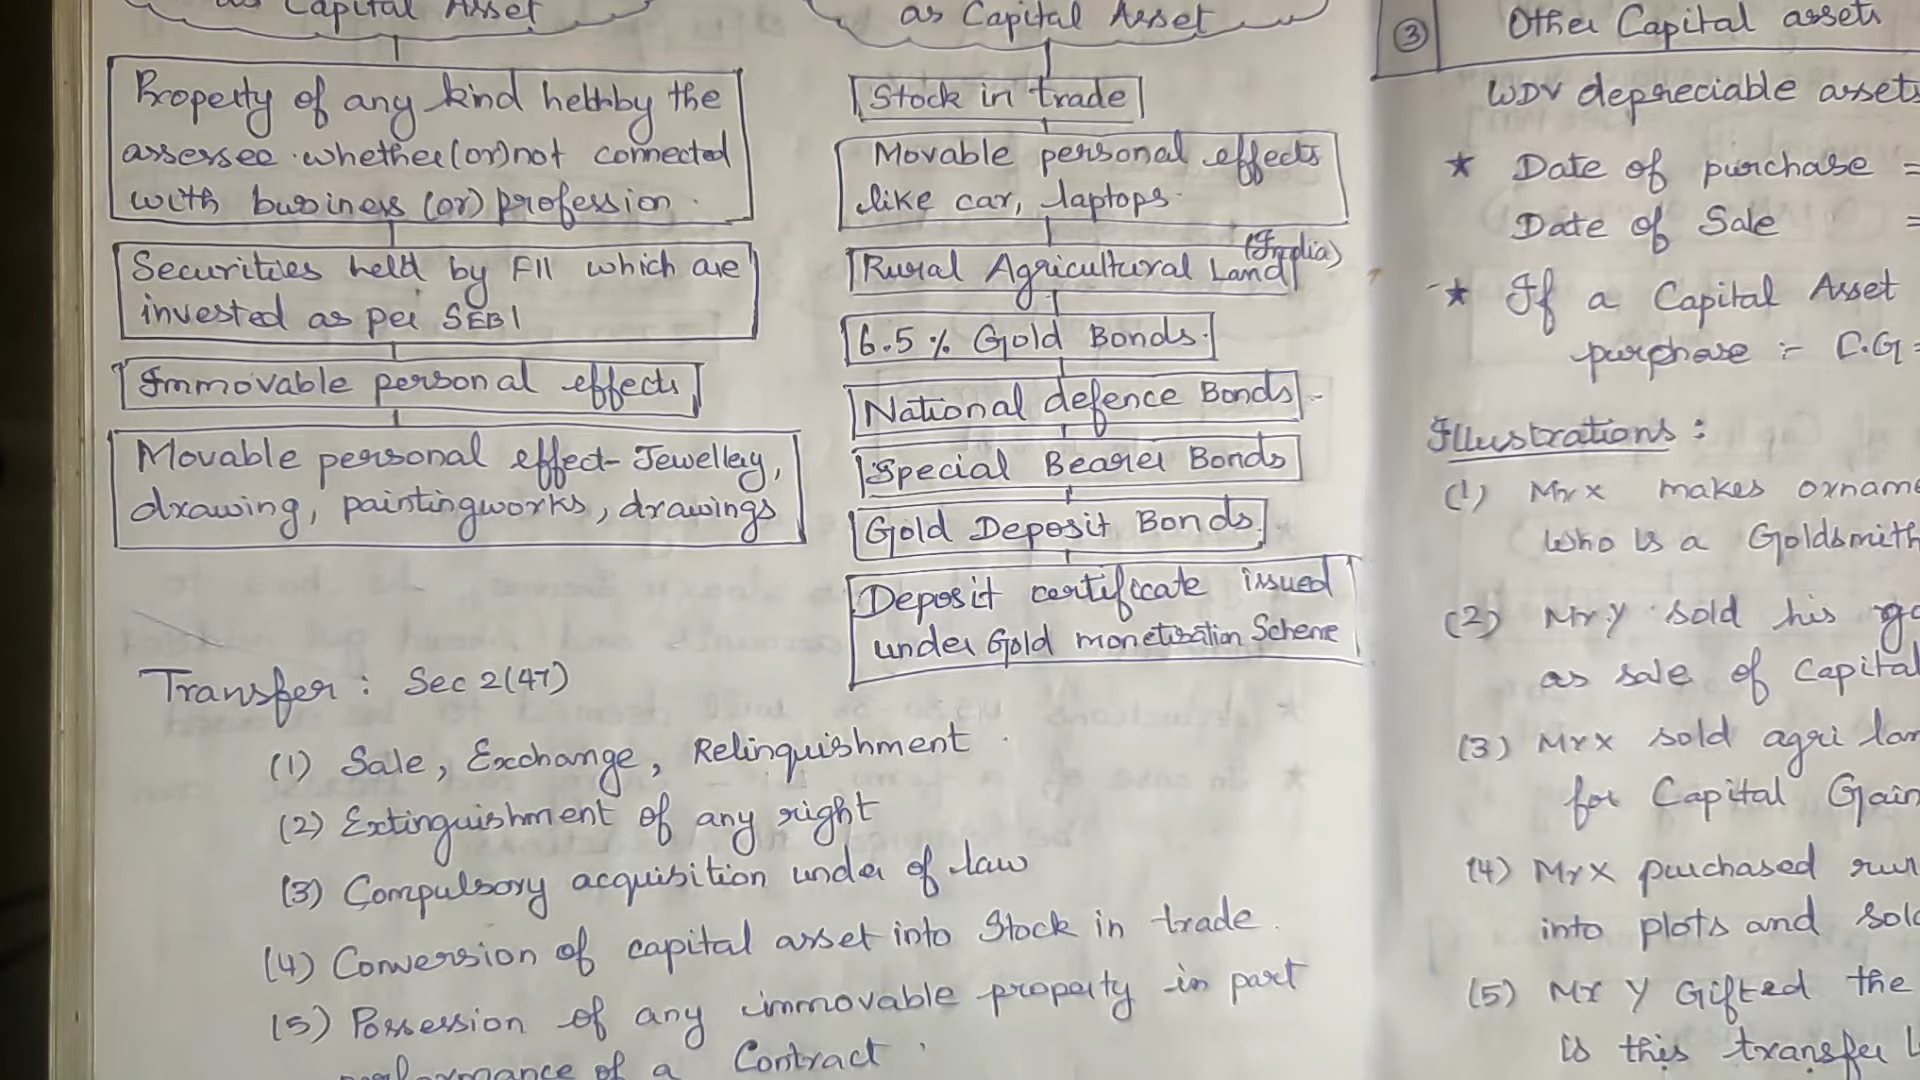 as Capital Asset
Property of any kind held by the
assessee whether (or) not connected
with business (or) profession.
Securities held by FII which are
invested as per SEBI
Immovable personal effects
Movable personal effect- Jewellery,
drawing, painting works, drawings
as Capital Asset
Stock in trade
Movable personal effects
like car, laptops.
Rural Agricultural Land (India)
6.5% Gold Bonds.
National defence Bonds
Special Bearer Bonds
Gold Deposit Bonds.
Deposit certificate issued
under Gold monetisation Scheme
Transfer: Sec 2(47)
(1) Sale, Exchange, Relinquishment.
(2) Extinguishment of any right
(3) Compulsory acquisition under of law
(4) Conversion of capital asset into Stock in trade.
(5) Possession of any immovable property in part
performance of a Contract.
3 Other Capital assets
WDV depreciable assets
* Date of purchase =
Date of Sale =
* If a Capital Asset
purchase :- C.G =
Illustrations:
(1) Mr X makes
who is a Goldsmith
(2) Mr Y sold his
as sale of Capital
(3) Mr X sold agri
for Capital Gain
(4) Mr X purchased
into plots and
(5) Mr Y Gifted the
is this transfer